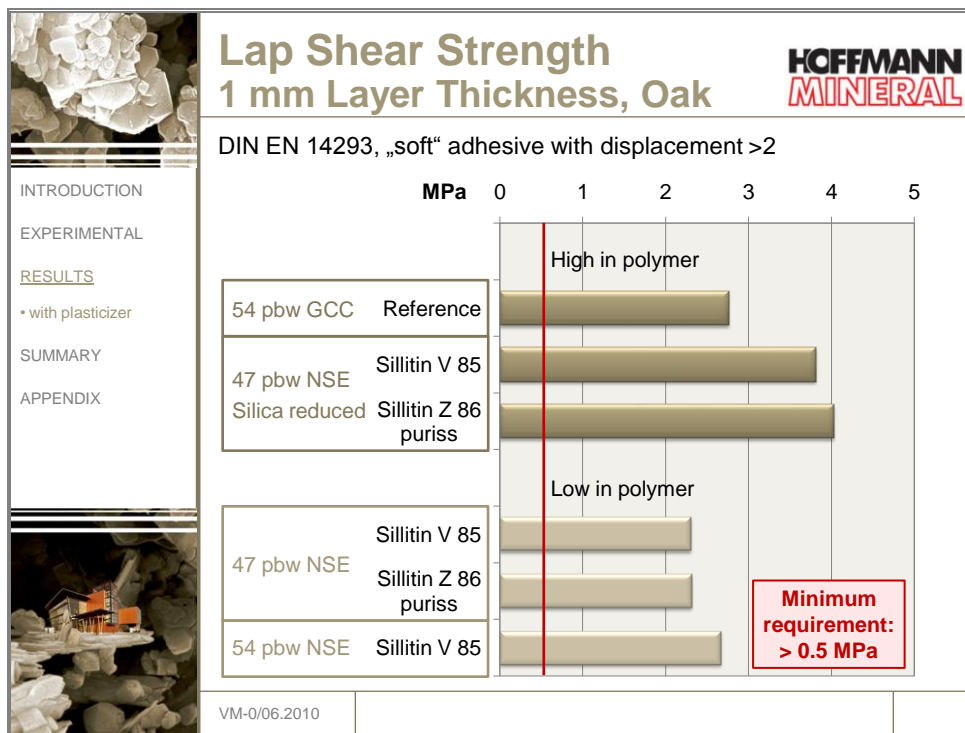 Lap Shear Strength
1 mm Layer Thickness, Oak
HOFFMANN
MINERAL
DIN EN 14293, „soft“ adhesive with displacement >2
INTRODUCTION
EXPERIMENTAL
RESULTS
• with plasticizer
SUMMARY
APPENDIX
MPa 0 1 2 3 4 5
High in polymer
54 pbw GCC Reference
47 pbw NSE
Silica reduced
Sillitin V 85
Sillitin Z 86
puriss
Low in polymer
47 pbw NSE
Sillitin V 85
Sillitin Z 86
puriss
54 pbw NSE Sillitin V 85
Minimum
requirement:
> 0.5 MPa
VM-0/06.2010